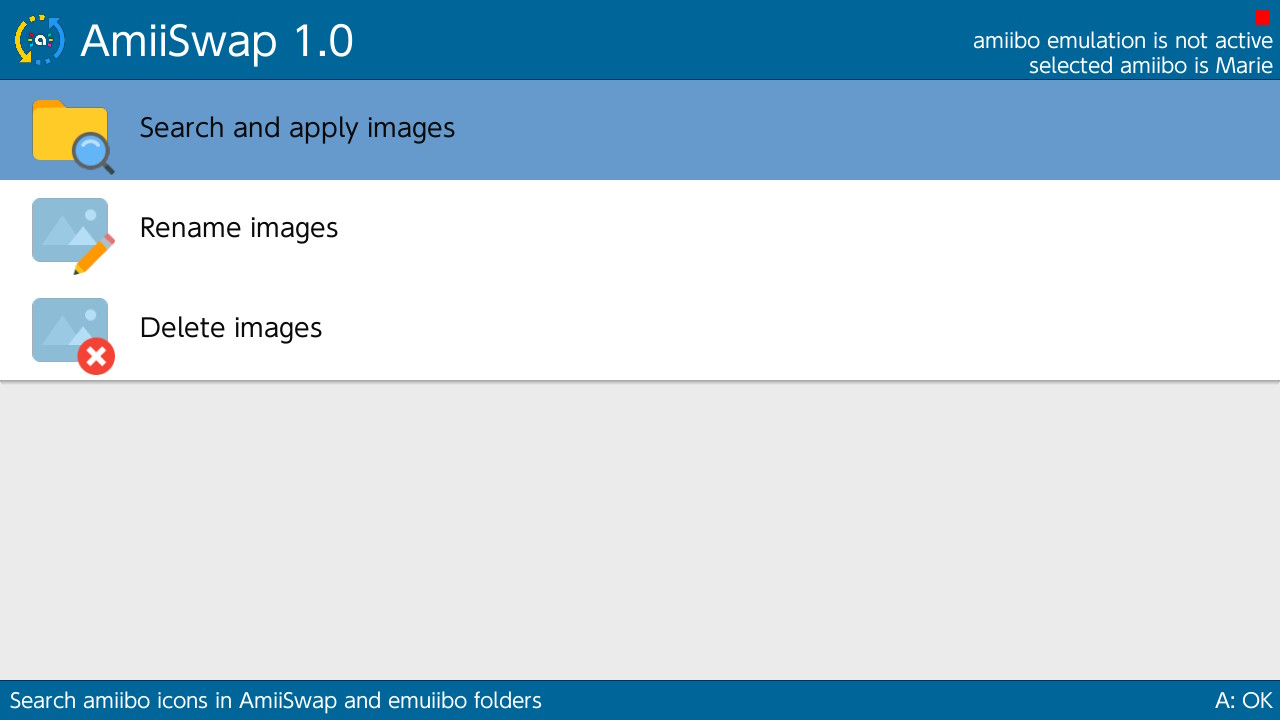 AmiiSwap 1.0
amiibo emulation is not active
selected amiibo is Marie
Search and apply images
Rename images
Delete images
Search amiibo icons in AmiiSwap and emuiibo folders
A: OK